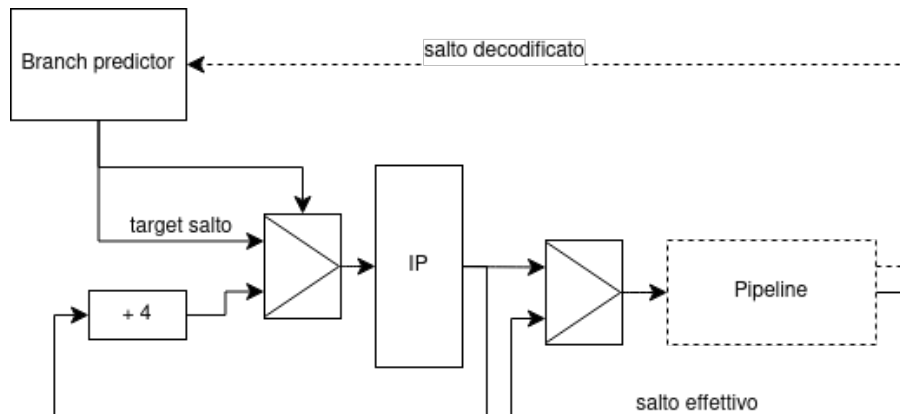 salto decodificato
Branch predictor
target salto
IP
+ 4
Pipeline
salto effettivo